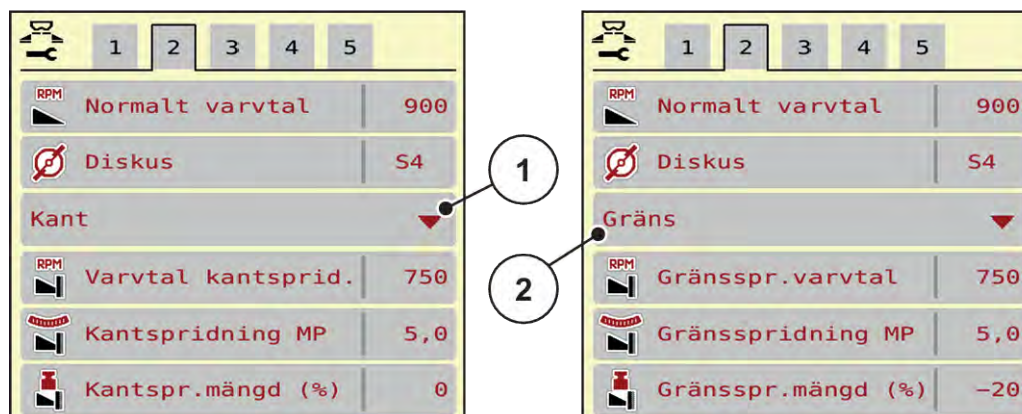 1 2 3 4 5
RPM
Normalt varvtal 900
Diskus S4
Kant
RPM
Varvtal kantsprid. 750
Kantspridning MP 5,0
Kantspr.mängd (%) 0
1
2
1 2 3 4 5
RPM
Normalt varvtal 900
Diskus S4
Gräns
RPM
Gränsspr.varvtal 750
Gränsspridning MP 5,0
Gränsspr.mängd (%) -20